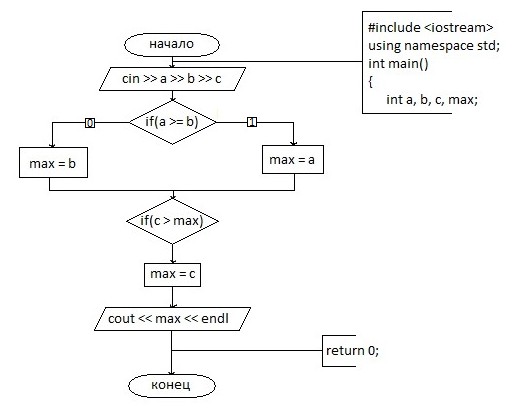 начало
#include <iostream>
using namespace std;
int main()
{
int a, b, c, max;
cin >> a >> b >> c
if(a >= b)
0
1
max = b
max = a
if(c > max)
max = c
cout << max << endl
return 0;
конец